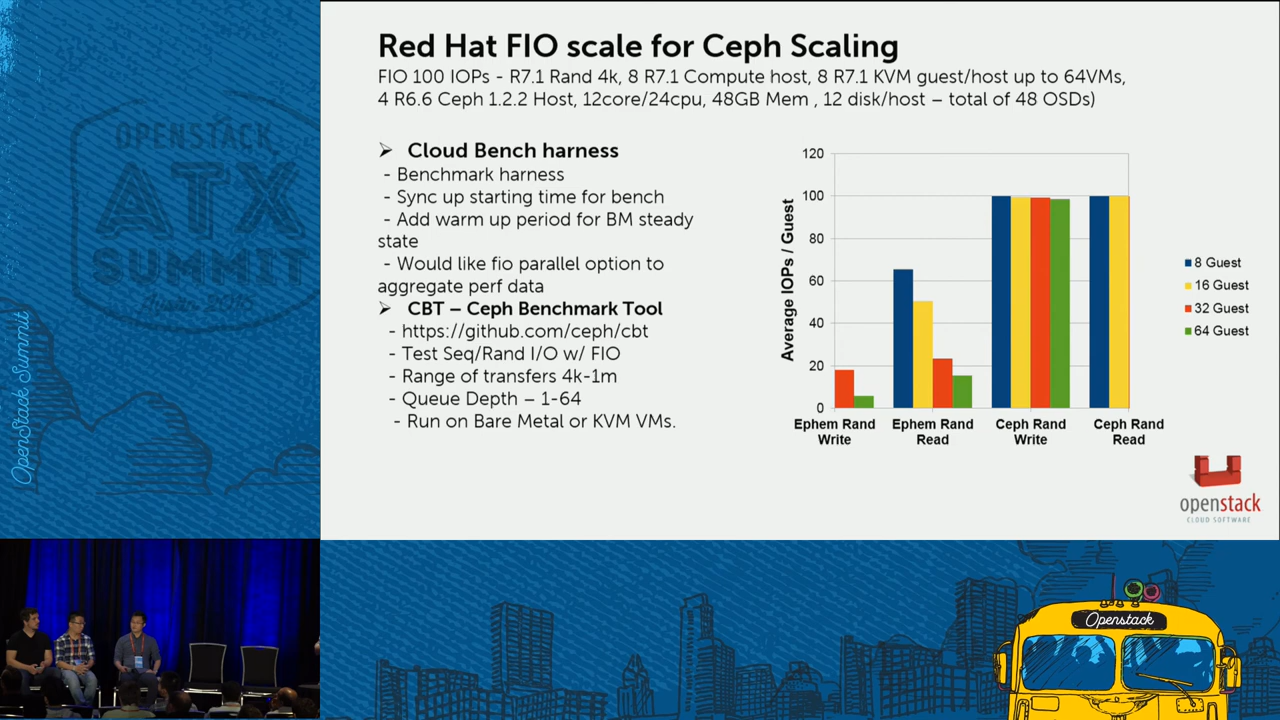 Red Hat FIO scale for Ceph Scaling
FIO 100 IOPs - R7.1 Rand 4k, 8 R7.1 Compute host, 8 R7.1 KVM guest/host up to 64VMs,
4 R6.6 Ceph 1.2.2 Host, 12core/24cpu, 48GB Mem , 12 disk/host – total of 48 OSDs)
➢ Cloud Bench harness
- Benchmark harness
- Sync up starting time for bench
- Add warm up period for BM steady
state
- Would like fio parallel option to
aggregate perf data
➢ CBT – Ceph Benchmark Tool
- https://github.com/ceph/cbt
- Test Seq/Rand I/O w/ FIO
- Range of transfers 4k-1m
- Queue Depth – 1-64
- Run on Bare Metal or KVM VMs.
Average IOPs / Guest
120
100
80
60
40
20
0
Ephem Rand
Write
Ephem Rand
Read
Ceph Rand
Write
Ceph Rand
Read
8 Guest
16 Guest
32 Guest
64 Guest
openstack
CLOUD SOFTWARE
OPENSTACK
ATX
SUMMIT
OpenStack Summit
Openstack